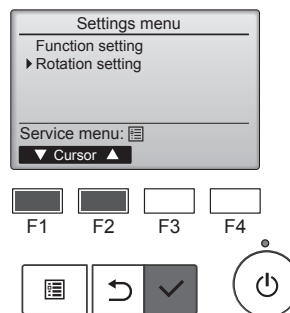 Settings menu
Function setting
Rotation setting
Service menu:
Cursor
F1 F2 F3 F4